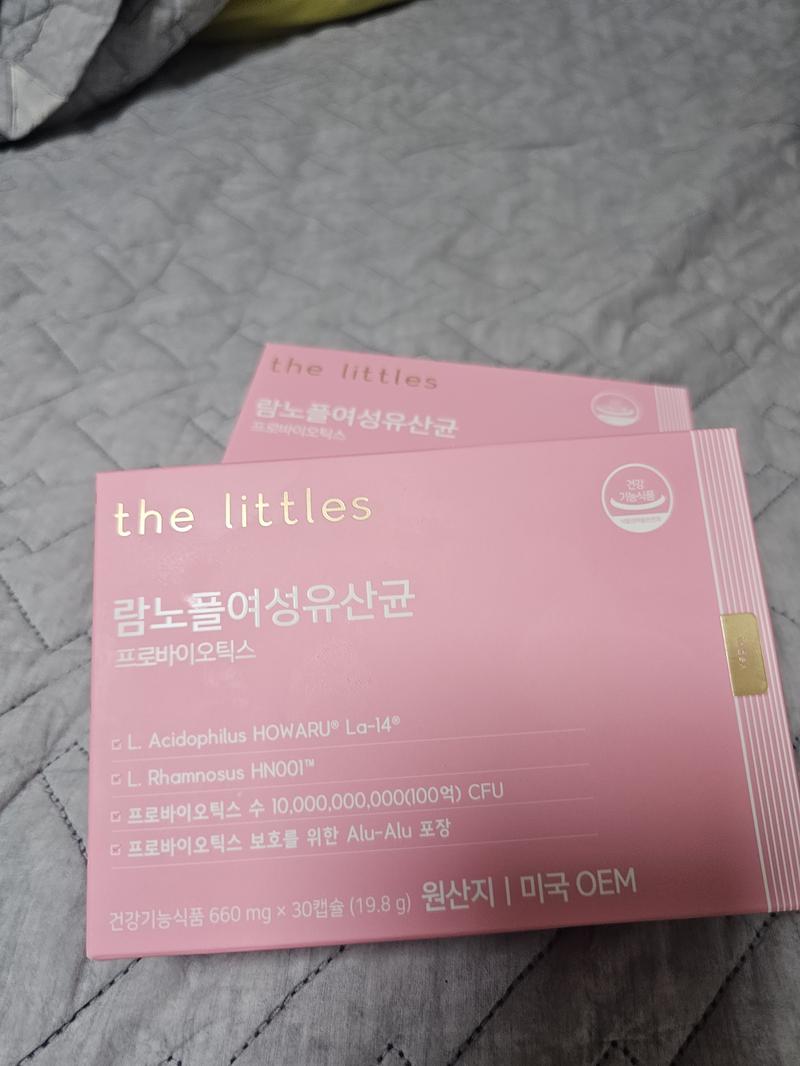 the littles
람노플여성유산균
프로바이오틱스
the littles
건강
기능식품
람노플여성유산균
프로바이오틱스
L. Acidophilus HOWARU® La-14®
L. Rhamnosus HN001™
프로바이오틱스 수 10,000,000,000(100억) CFU
프로바이오틱스 보호를 위한 Alu-Alu 포장
건강기능식품 660 mg × 30캡슐 (19.8 g) 원산지 | 미국 OEM